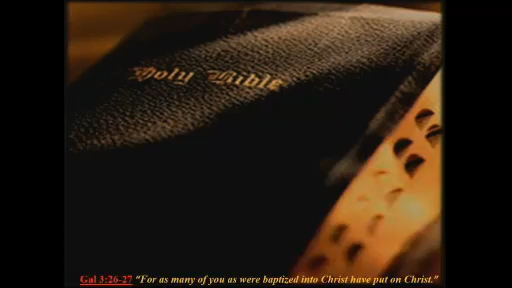 Holy Bible
Gal 3:26-27 "For as many of you as were baptized into Christ have put on Christ."